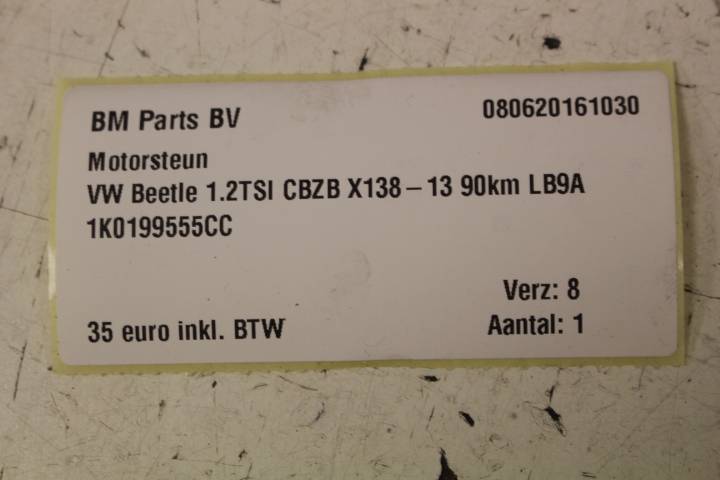 BM Parts BV 080620161030
Motorsteun
VW Beetle 1.2TSI CBZB X138–13 90km LB9A
1K0199555CC
Verz: 8
35 euro inkl. BTW Aantal: 1